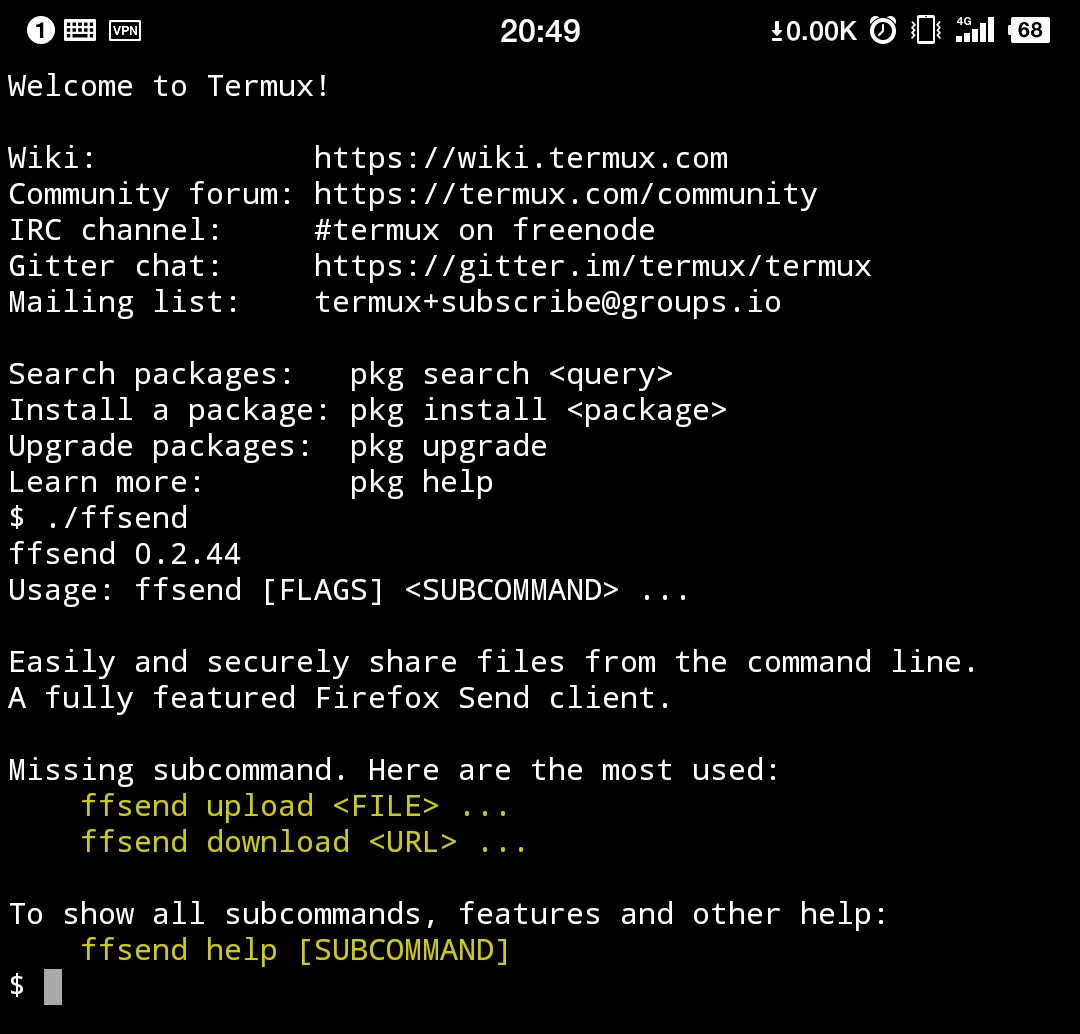 1 VPN 20:49 0.00K 4G 68
Welcome to Termux!
Wiki: https://wiki.termux.com
Community forum: https://termux.com/community
IRC channel: #termux on freenode
Gitter chat: https://gitter.im/termux/termux
Mailing list: termux+subscribe@groups.io
Search packages: pkg search <query>
Install a package: pkg install <package>
Upgrade packages: pkg upgrade
Learn more: pkg help
$ ./ffsend
ffsend 0.2.44
Usage: ffsend [FLAGS] <SUBCOMMAND> ...
Easily and securely share files from the command line.
A fully featured Firefox Send client.
Missing subcommand. Here are the most used:
ffsend upload <FILE> ...
ffsend download <URL> ...
To show all subcommands, features and other help:
ffsend help [SUBCOMMAND]
$